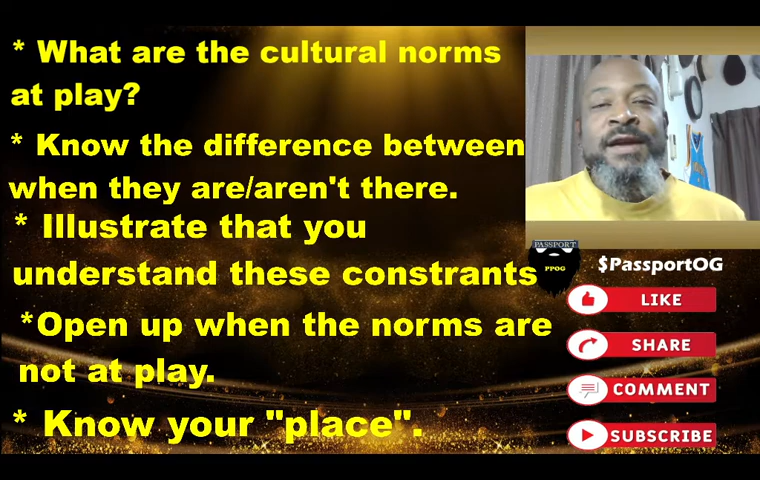 * What are the cultural norms
at play?
* Know the difference between
when they are/aren't there.
* Illustrate that you
understand these constrants
*Open up when the norms are
not at play.
* Know your "place".
PASSPORT
PPOG
$PassportOG
LIKE
SHARE
COMMENT
SUBSCRIBE